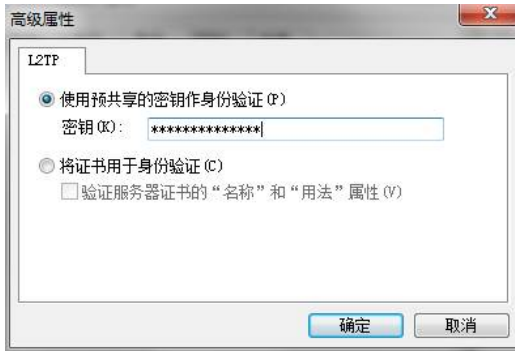 高级属性
L2TP
使用预共享的密钥作身份验证(P)
密钥(K): **************
将证书用于身份验证(C)
验证服务器证书的“名称”和“用法”属性(V)
确定 取消